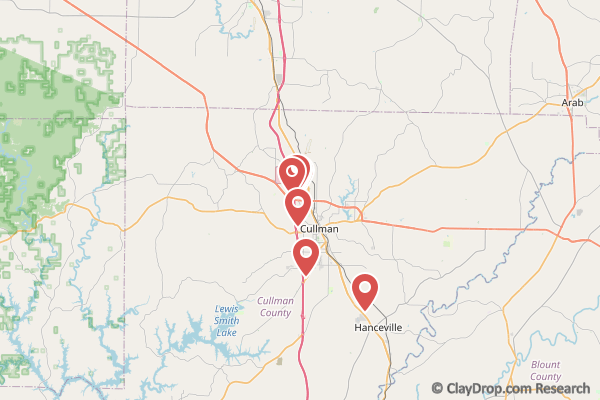 Arab
Cullman
Cullman
County
Lewis
Smith
Lake
Hanceville
Blount
County
© ClayDrop.com Research